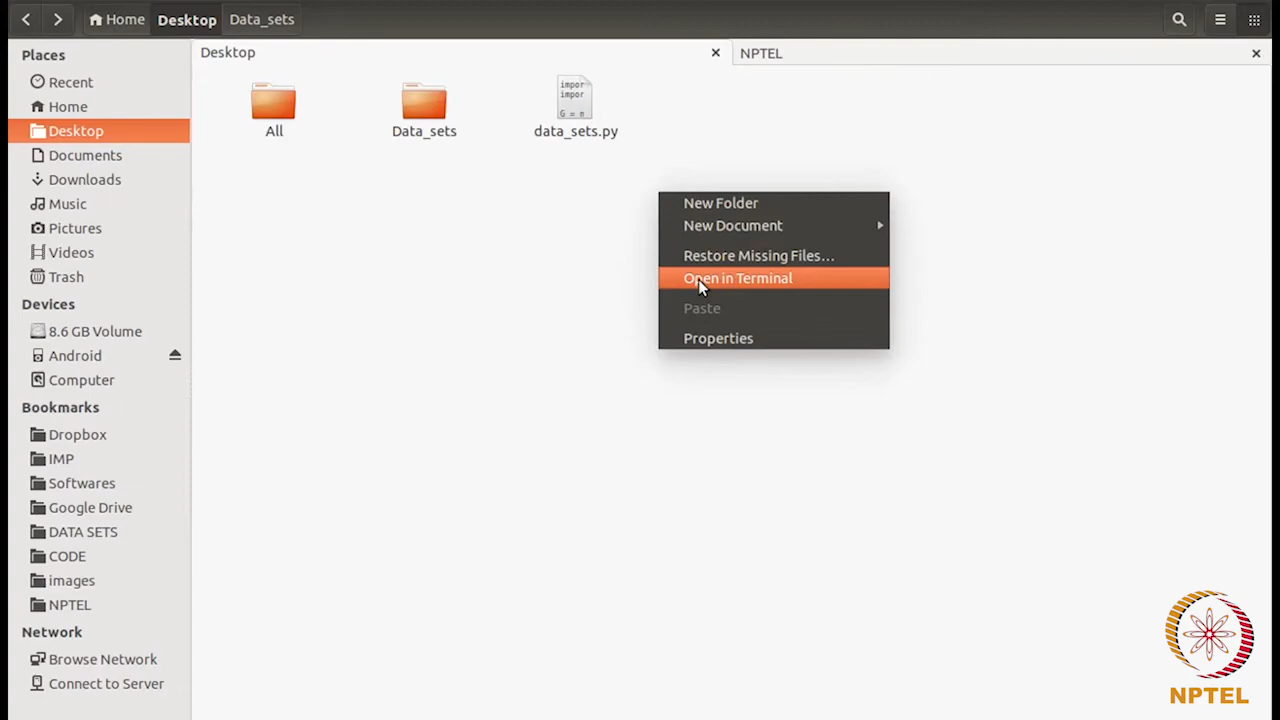 Home
Desktop
Data_sets
Places
Recent
Home
Desktop
Documents
Downloads
Music
Pictures
Videos
Trash
Devices
8.6 GB Volume
Android
Computer
Bookmarks
Dropbox
IMP
Softwares
Google Drive
DATA SETS
CODE
images
NPTEL
Network
Browse Network
Connect to Server
Desktop
NPTEL
impor
impor
G = n
All
Data_sets
data_sets.py
New Folder
New Document
Restore Missing Files...
Open in Terminal
Paste
Properties
NPTEL